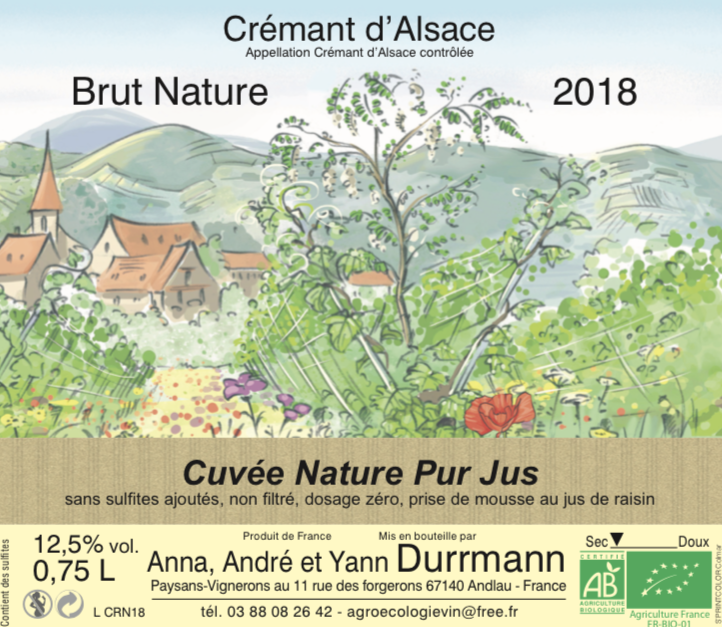 Crémant d'Alsace
Appellation Crémant d'Alsace contrôlée
Brut Nature
2018
Cuvée Nature Pur Jus
sans sulfites ajoutés, non filtré, dosage zéro, prise de mousse au jus de raisin
Contient des sulfites
12,5% vol.
0,75 L
L CRN18
Produit de France
Mis en bouteille par
Anna, André et Yann Durrmann
Paysans-Vignerons au 11 rue des forgerons 67140 Andlau - France
tél. 03 88 08 26 42 - agroecologievin@free.fr
Sec
Doux
CERTIFIÉ
AB
AGRICULTURE
BIOLOGIQUE
Agriculture France
FR-BIO-01